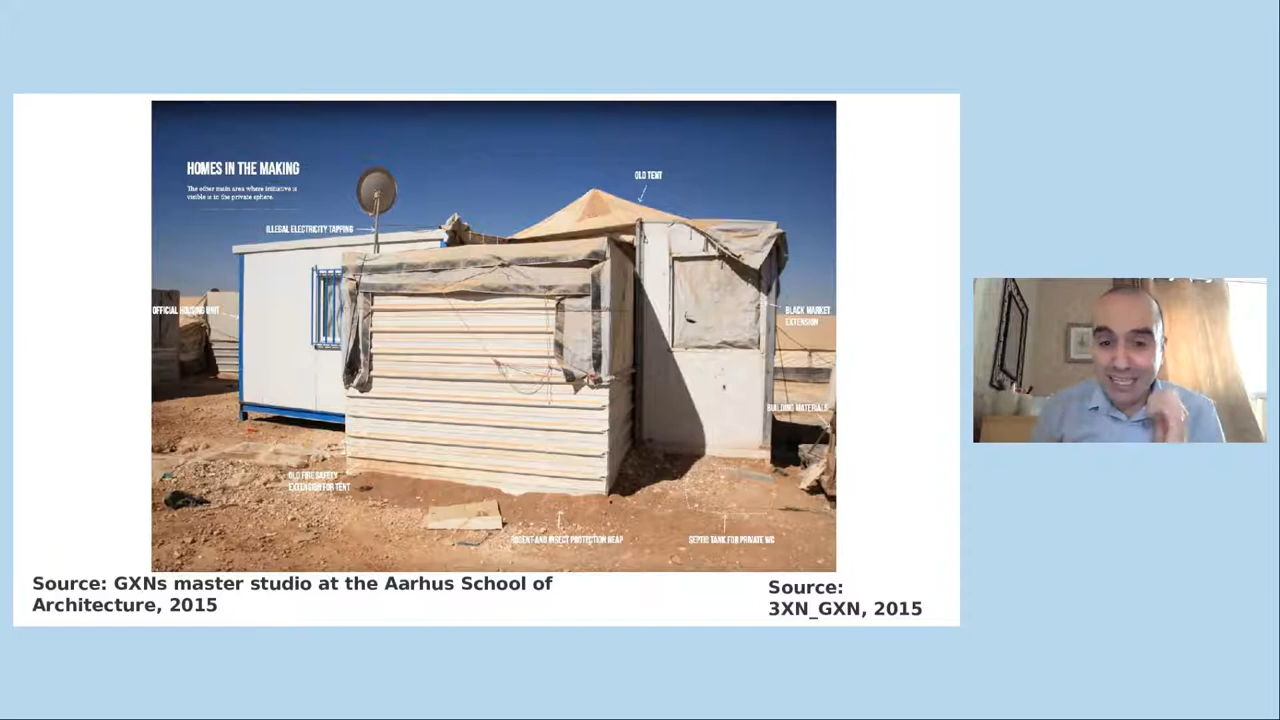 HOMES IN THE MAKING
The other main area where initiative is
visible is in the private sphere.
OLD TENT
ILLEGAL ELECTRICITY TAPPING
OFFICIAL HOUSING UNIT
BLACK MARKET
EXTENSION
BUILDING MATERIALS
OLD FIRE SAFETY
EXTENSION FOR TENT
RODENT AND INSECT PROTECTION HEAP
SEPTIC TANK FOR PRIVATE WC
Source: GXNs master studio at the Aarhus School of
Architecture, 2015
Source:
3XN_GXN, 2015